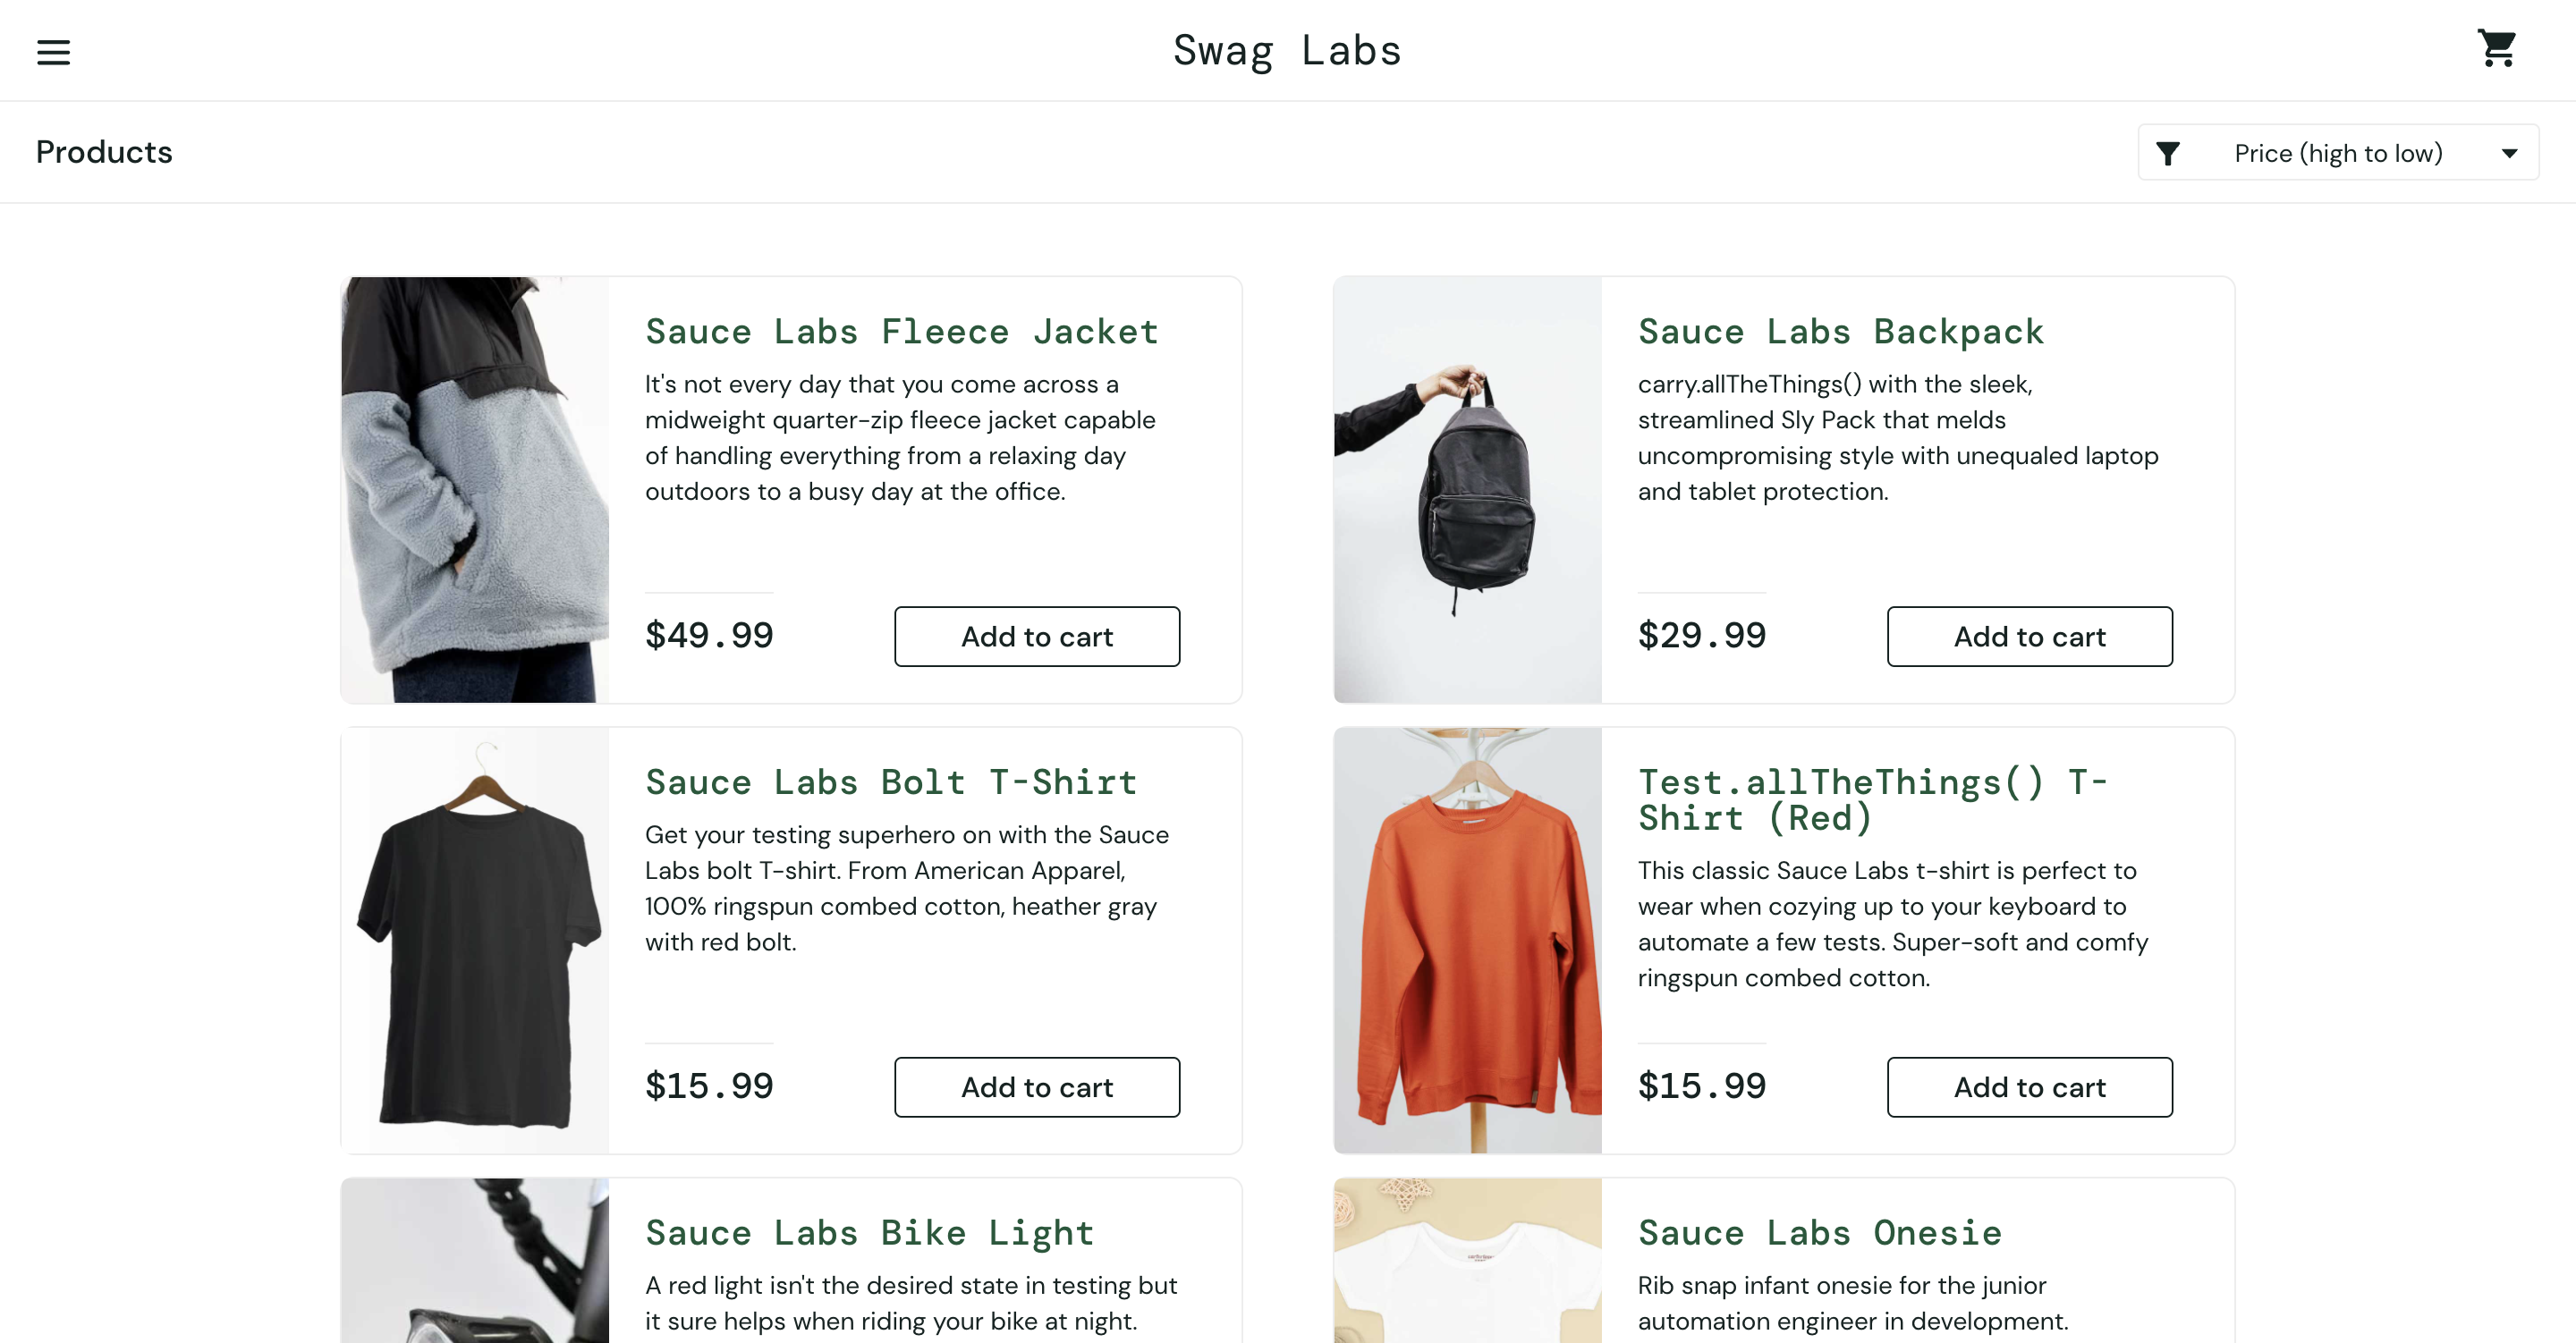 Swag Labs
Products
Price (high to low)
Sauce Labs Fleece Jacket
It's not every day that you come across a
midweight quarter-zip fleece jacket capable
of handling everything from a relaxing day
outdoors to a busy day at the office.
$49.99
Add to cart
Sauce Labs Backpack
carry.allTheThings() with the sleek,
streamlined Sly Pack that melds
uncompromising style with unequaled laptop
and tablet protection.
$29.99
Add to cart
Sauce Labs Bolt T-Shirt
Get your testing superhero on with the Sauce
Labs bolt T-shirt. From American Apparel,
100% ringspun combed cotton, heather gray
with red bolt.
$15.99
Add to cart
Test.allTheThings() T-
Shirt (Red)
This classic Sauce Labs t-shirt is perfect to
wear when cozying up to your keyboard to
automate a few tests. Super-soft and comfy
ringspun combed cotton.
$15.99
Add to cart
Sauce Labs Bike Light
A red light isn't the desired state in testing but
it sure helps when riding your bike at night.
Sauce Labs Onesie
Rib snap infant onesie for the junior
automation engineer in development.